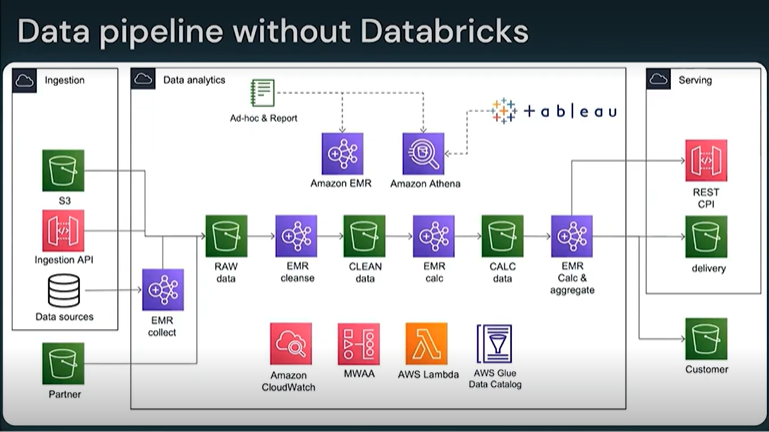 Data pipeline without Databricks
Ingestion
Data analytics
Serving
Ad-hoc & Report
+ableau
Amazon EMR
Amazon Athena
S3
REST
CPI
Ingestion API
RAW
data
EMR
cleanse
CLEAN
data
EMR
calc
CALC
data
EMR
Calc &
aggregate
delivery
Data sources
EMR
collect
Partner
Amazon
CloudWatch
MWAA
AWS Lambda
AWS Glue
Data Catalog
Customer